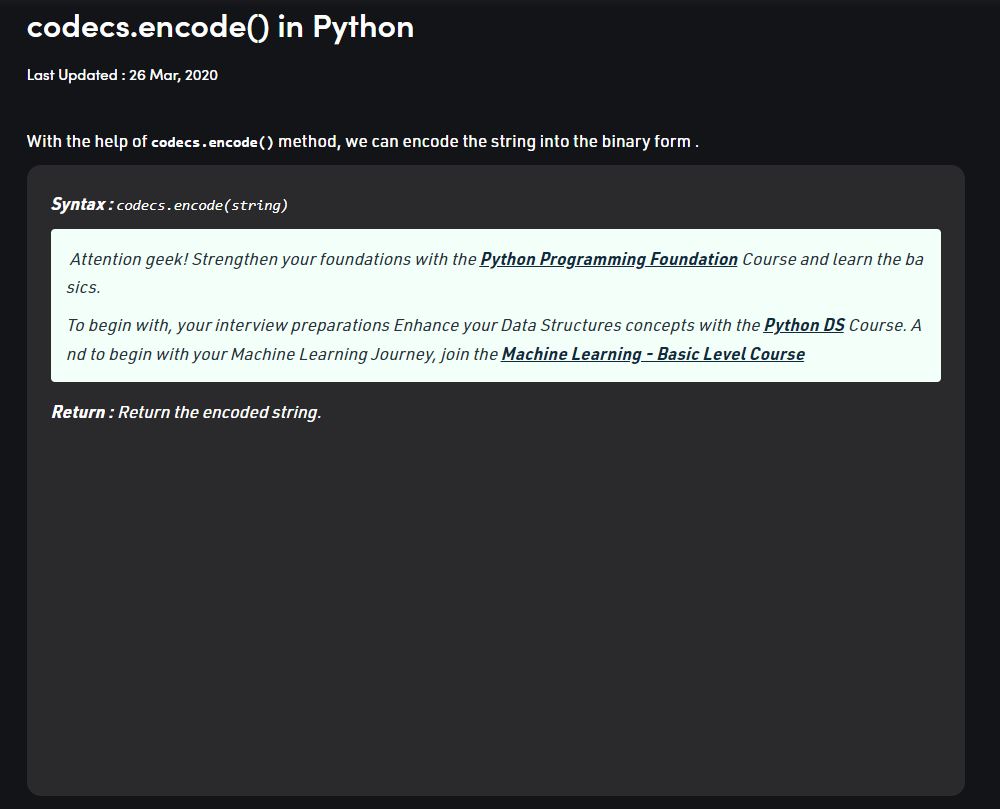 codecs.encode() in Python
Last Updated : 26 Mar, 2020
With the help of codecs.encode() method, we can encode the string into the binary form .
Syntax : codecs.encode(string)
Attention geek! Strengthen your foundations with the Python Programming Foundation Course and learn the ba
sics.
To begin with, your interview preparations Enhance your Data Structures concepts with the Python DS Course. A
nd to begin with your Machine Learning Journey, join the Machine Learning - Basic Level Course
Return : Return the encoded string.